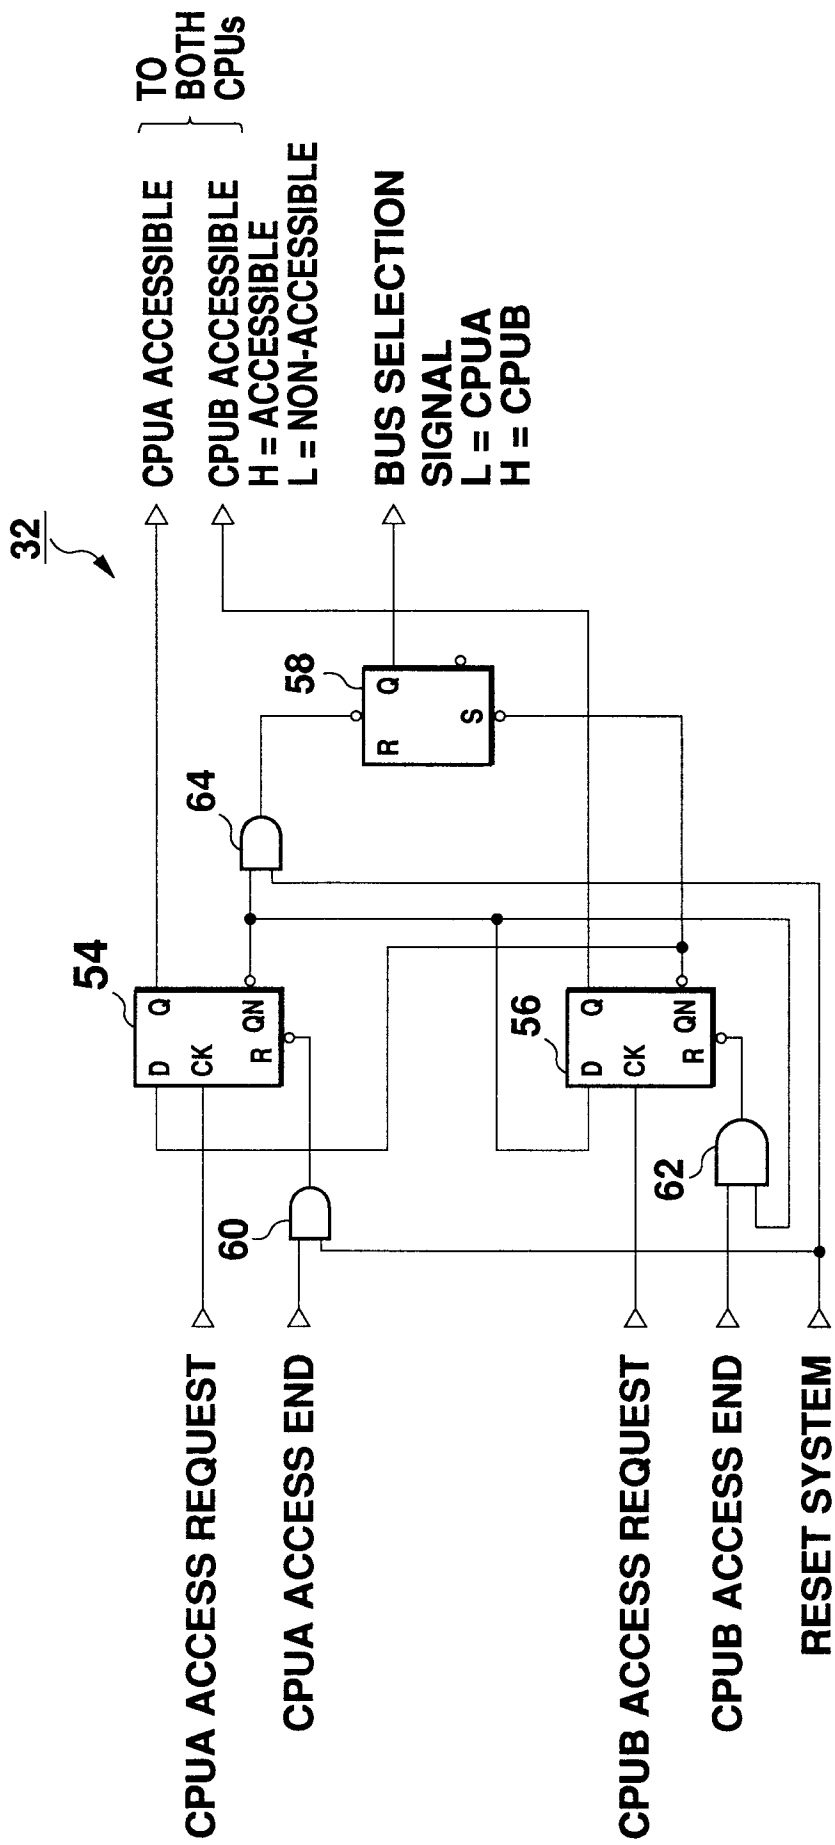 32
TO
BOTH
CPUs
CPUA ACCESSIBLE
CPUB ACCESSIBLE
H = ACCESSIBLE
L = NON-ACCESSIBLE
BUS SELECTION
SIGNAL
L = CPUA
H = CPUB
54
D
Q
CK
QN
R
64
58
R
Q
S
60
56
D
Q
CK
QN
R
62
CPUA ACCESS REQUEST
CPUA ACCESS END
CPUB ACCESS REQUEST
CPUB ACCESS END
RESET SYSTEM